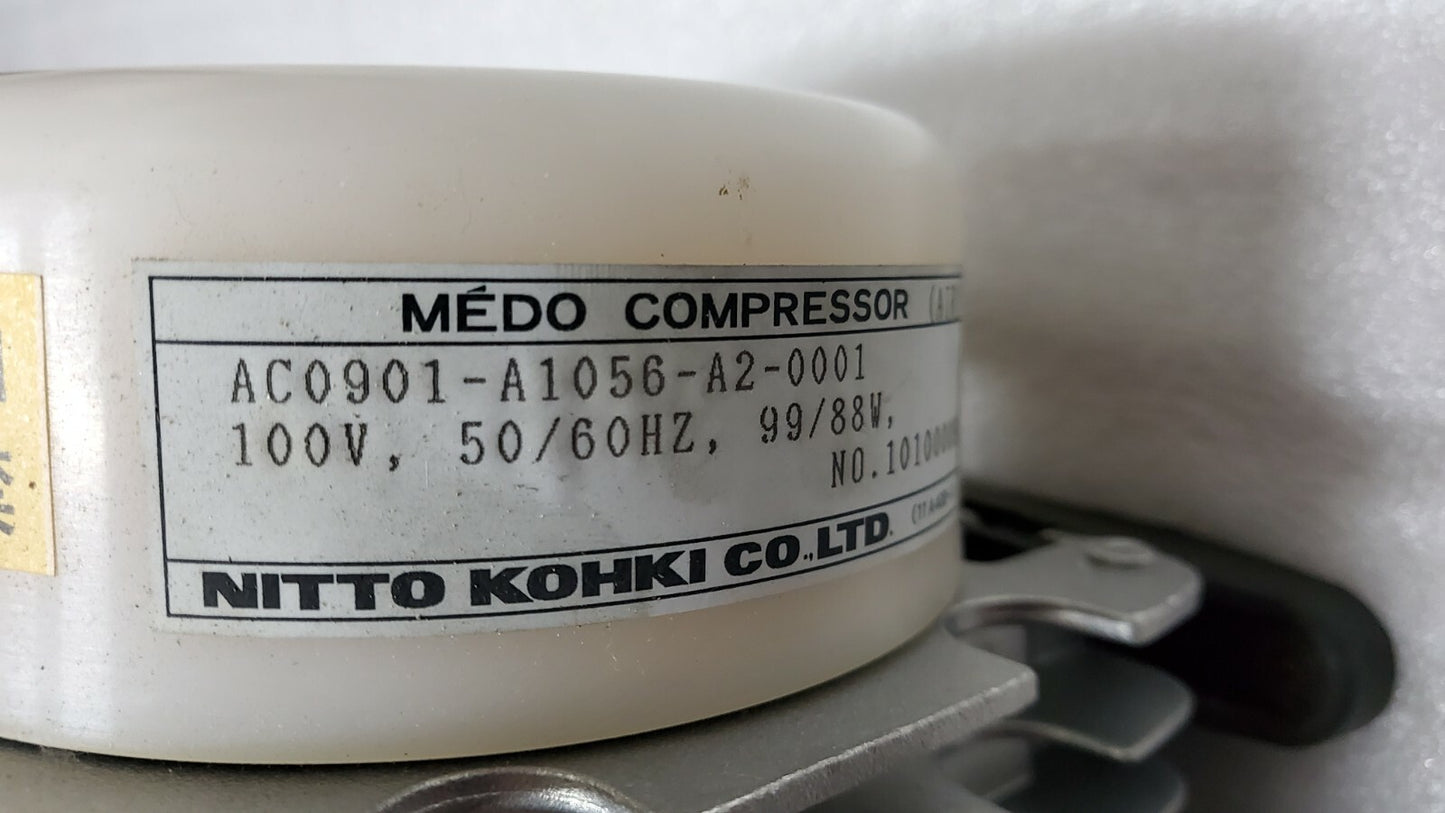 MÉDO COMPRESSOR
AC0901-A1056-A2-0001
100V, 50/60HZ, 99/88W,
NITTO KOHKI CO.,LTD.